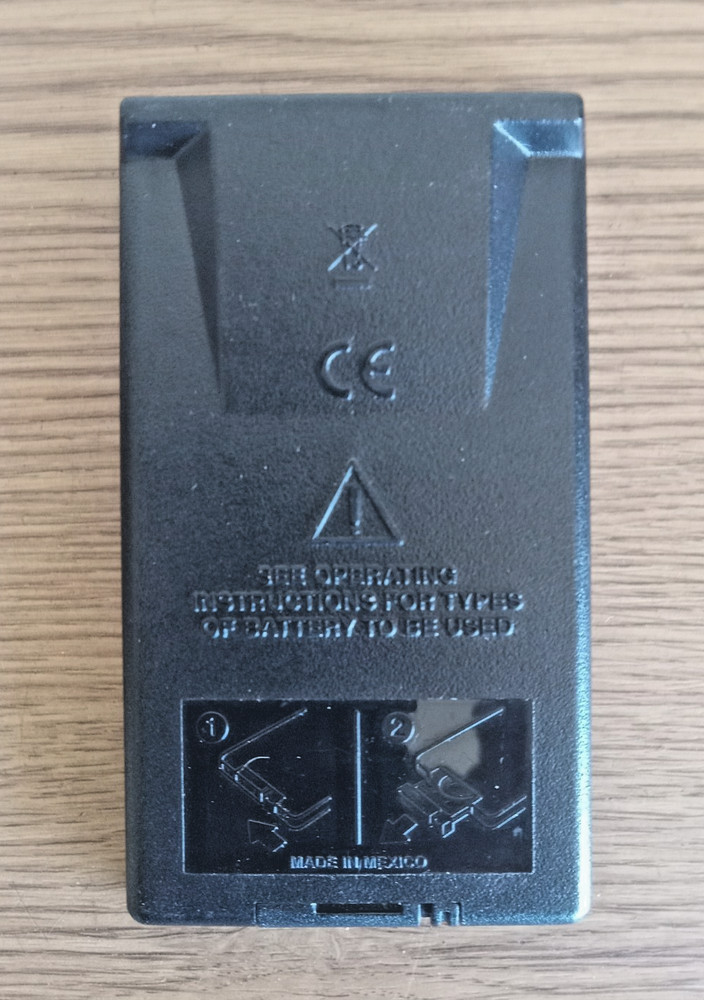 CE
SEE OPERATING
INSTRUCTIONS FOR TYPES
OF BATTERY TO BE USED
1
2
MADE IN MEXICO